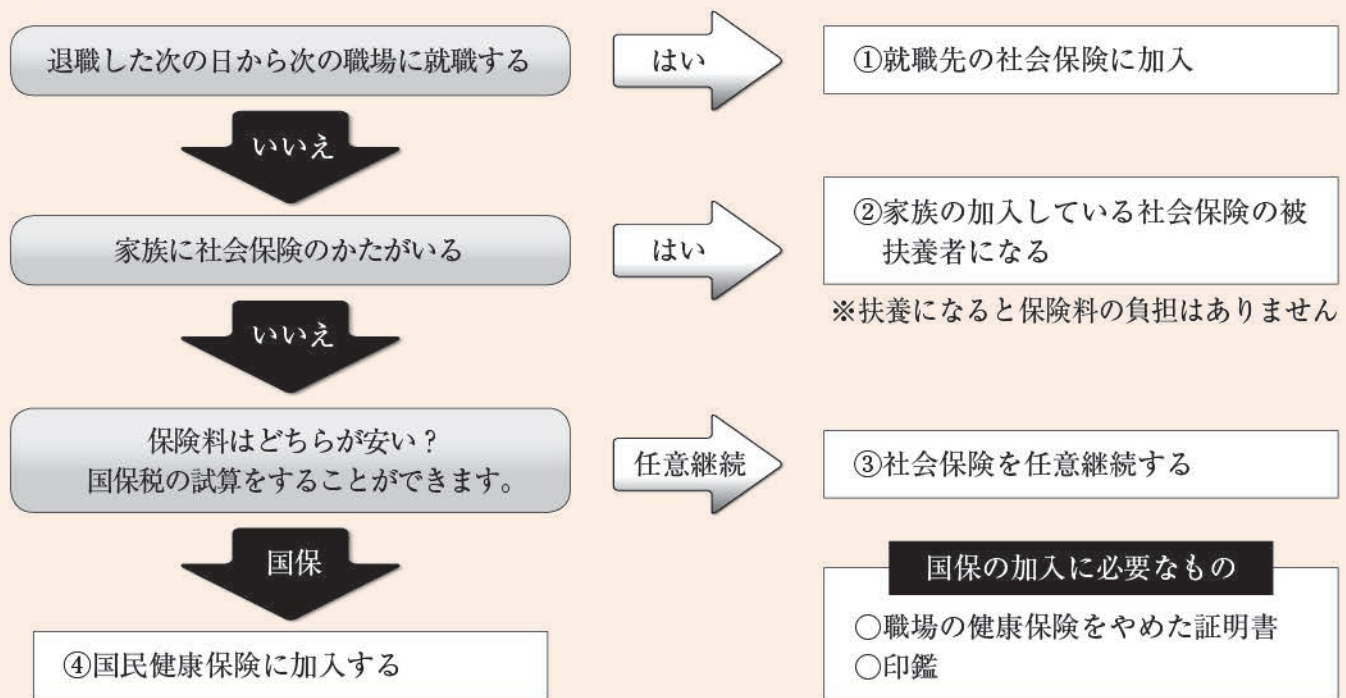 退職した次の日から次の職場に就職する
はい
①就職先の社会保険に加入
いいえ
家族に社会保険のかたがいる
はい
②家族の加入している社会保険の被
扶養者になる
※扶養になると保険料の負担はありません
いいえ
保険料はどちらが安い？
国保税の試算をすることができます。
任意継続
③社会保険を任意継続する
国保
④国民健康保険に加入する
国保の加入に必要なもの
○職場の健康保険をやめた証明書
○印鑑